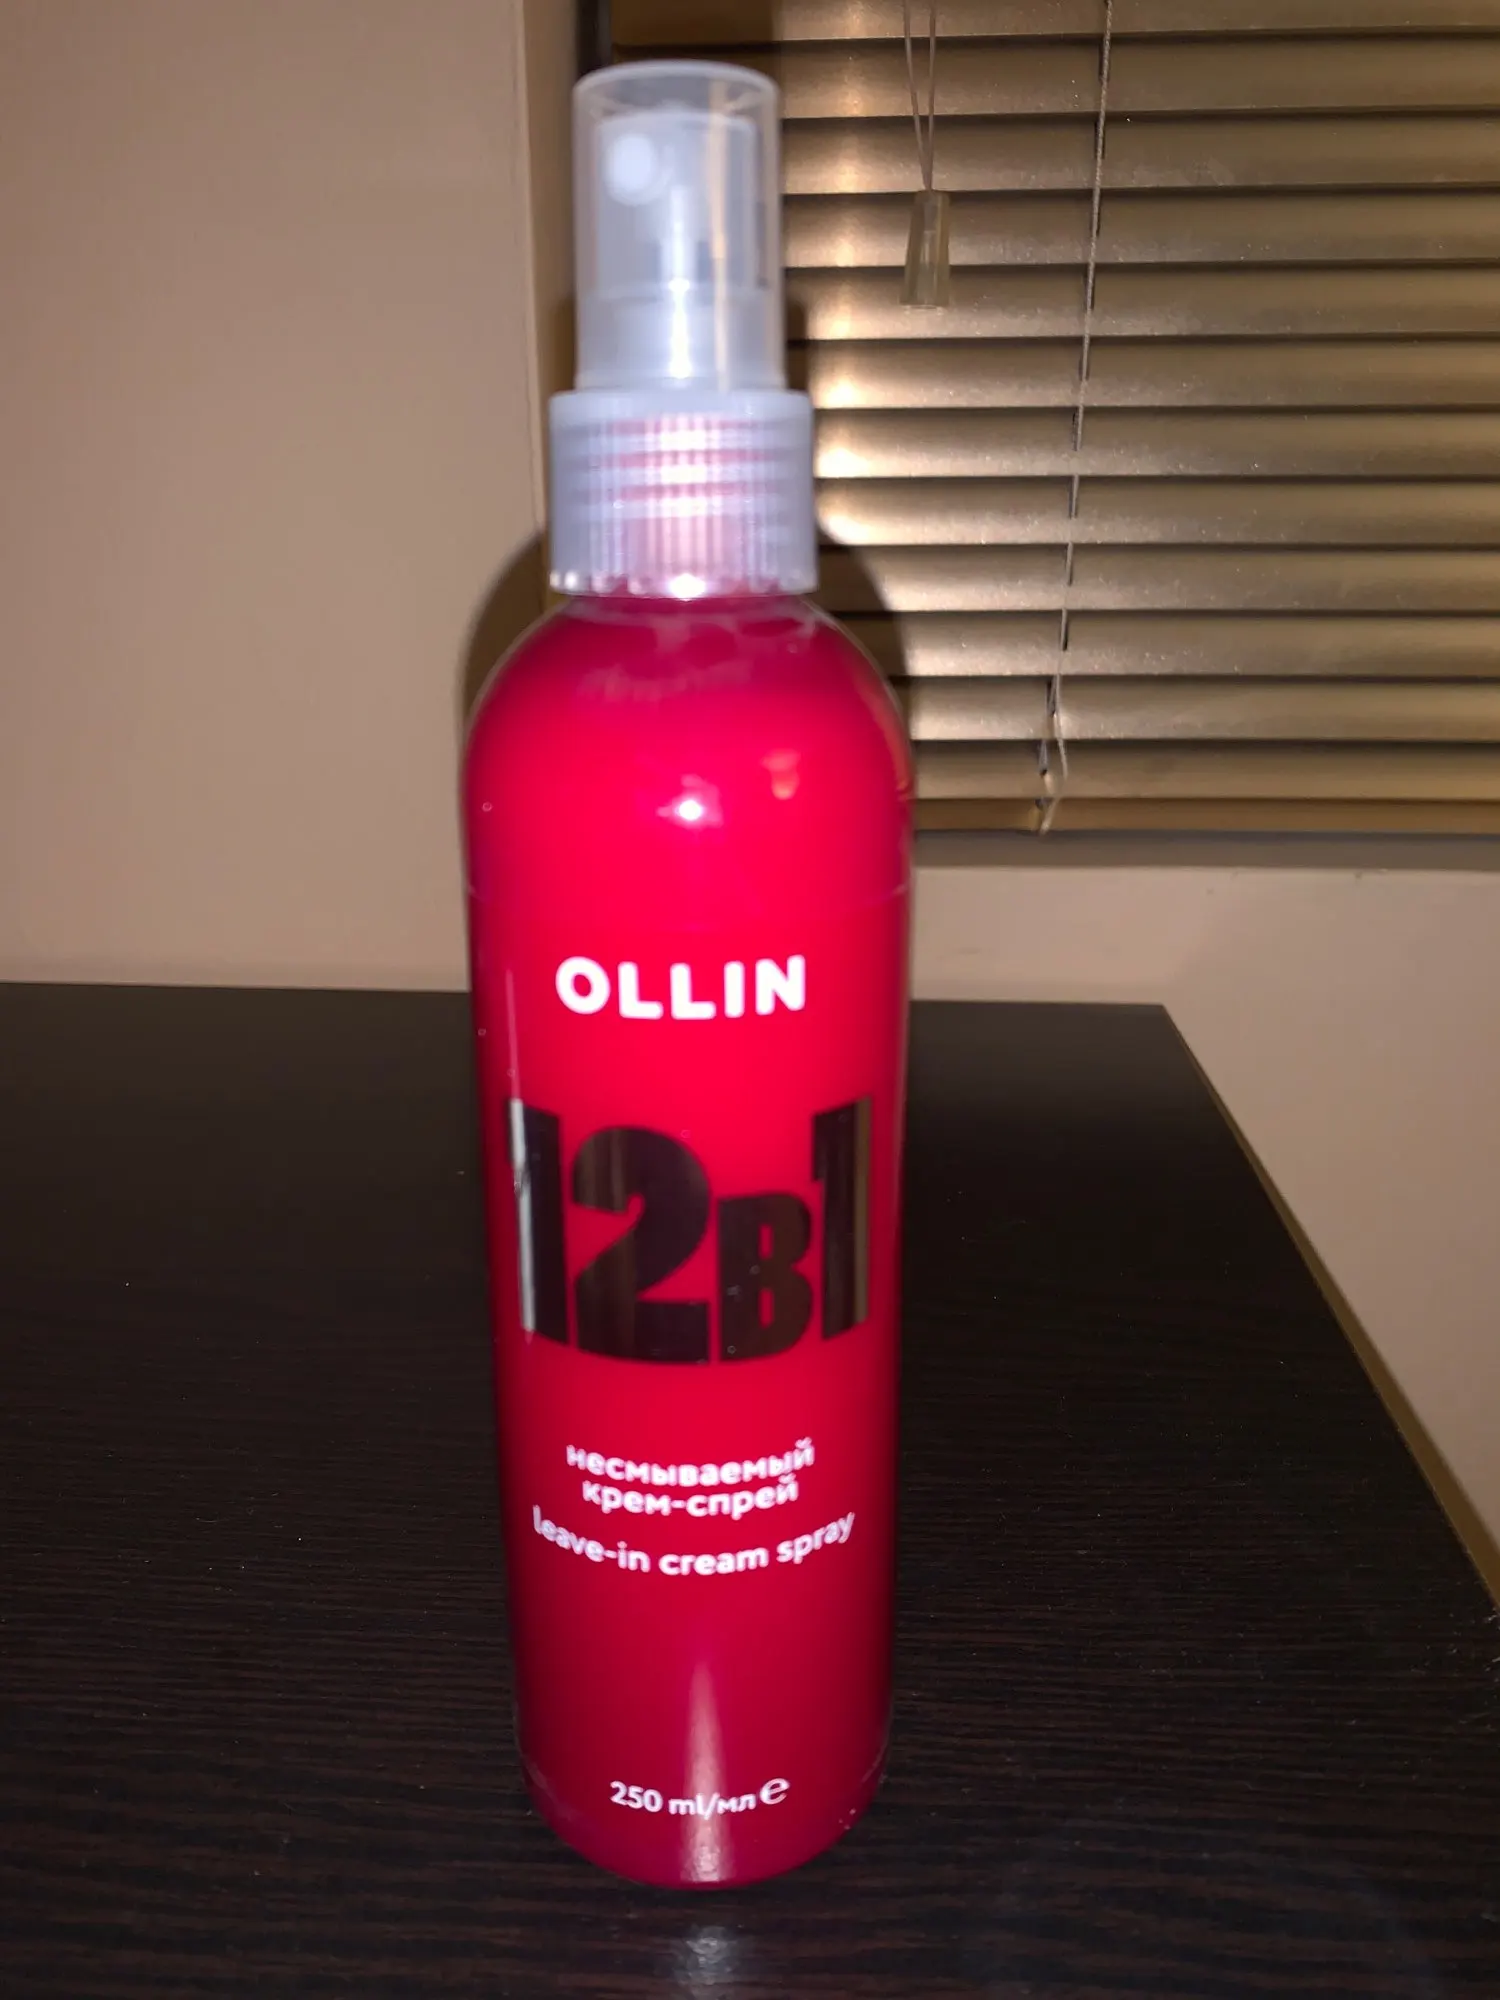 OLLIN
12в1
несмываемый
крем-спрей
leave-in cream spray
250 ml/мл ℮